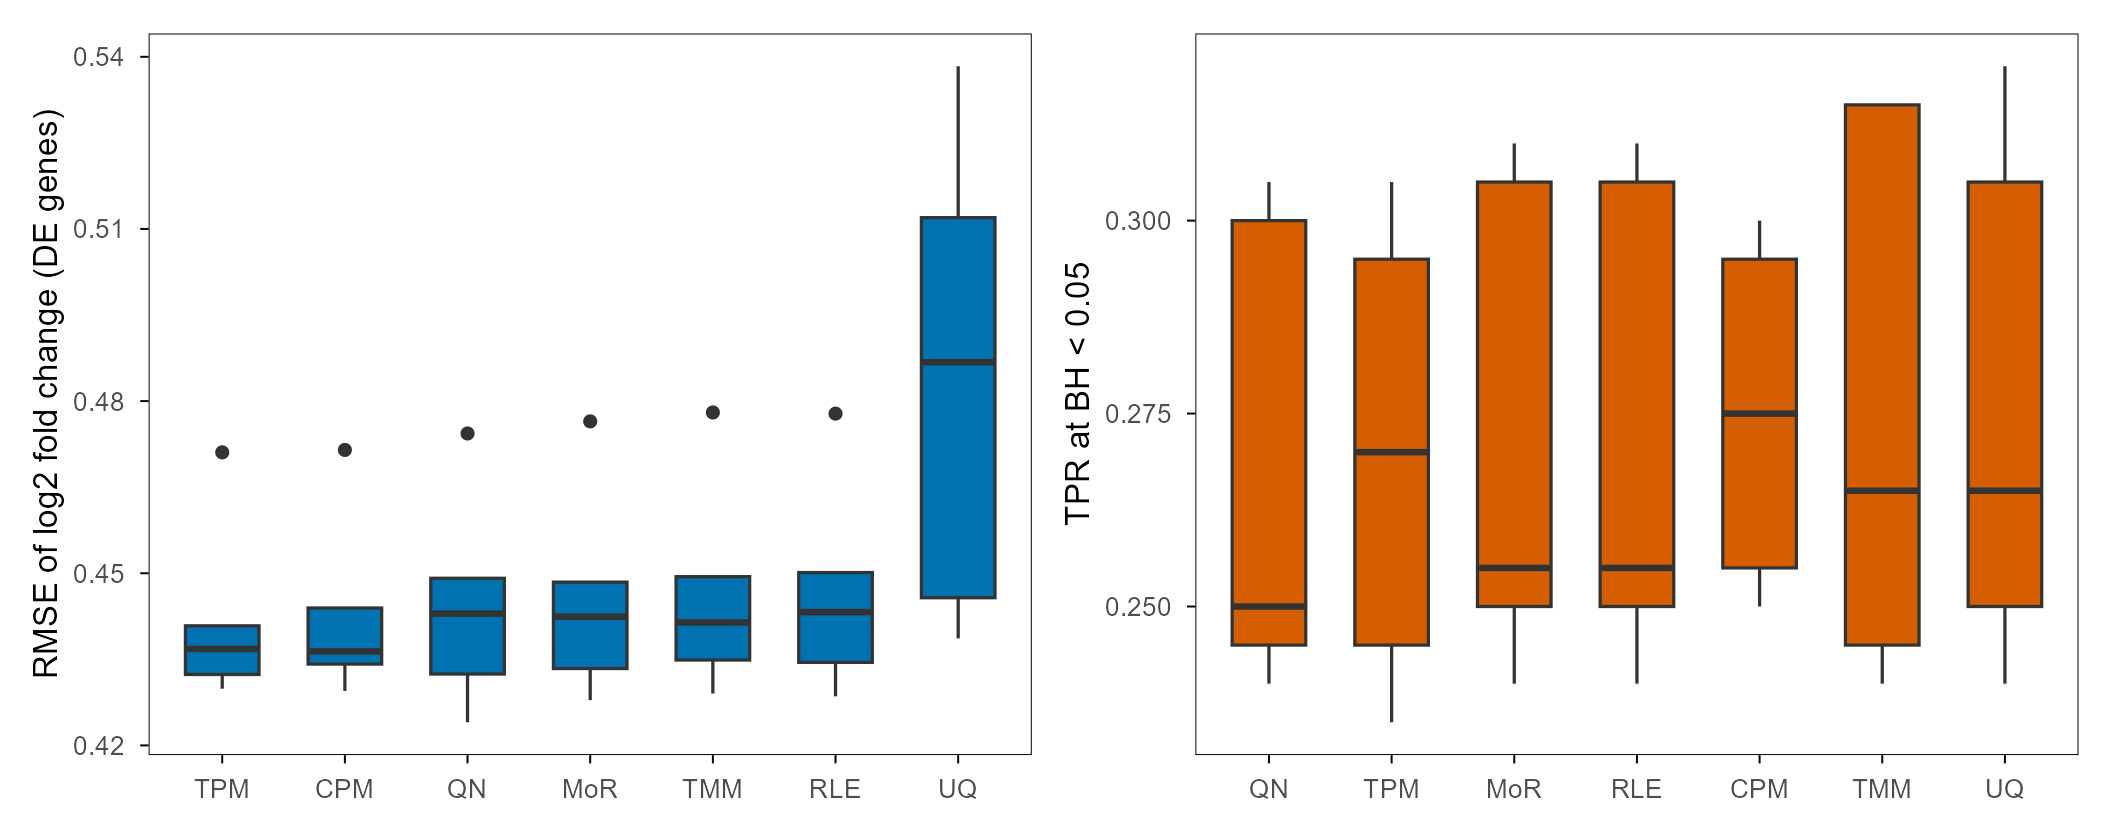 RMSE of log2 fold change (DE genes)
0.54
0.51
0.48
0.45
0.42
TPM CPM QN MoR TMM RLE UQ
TPR at BH < 0.05
0.300
0.275
0.250
QN TPM MoR RLE CPM TMM UQ